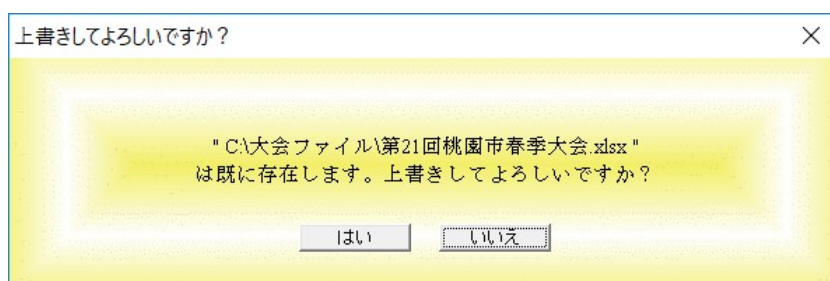 上書きしてよろしいですか？
" C:\大会ファイル\第21回桃園市春季大会.xlsx "
は既に存在します。上書きしてよろしいですか？
はい
いいえ